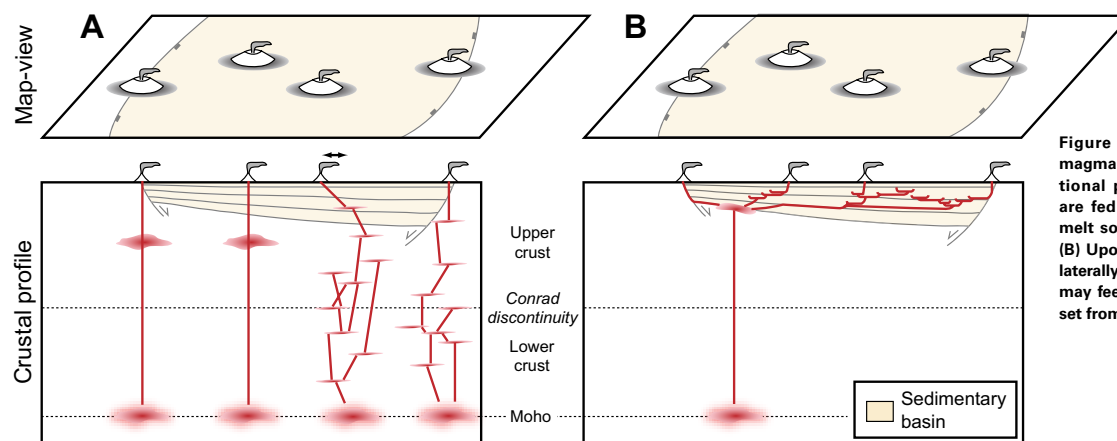 A
B
Map-view
Crustal profile
Upper
crust
Conrad
discontinuity
Lower
crust
Moho
Sedimentary
basin
Figure
magma
tional p
are fed
melt so
(B) Upo
laterally
may fee
set from